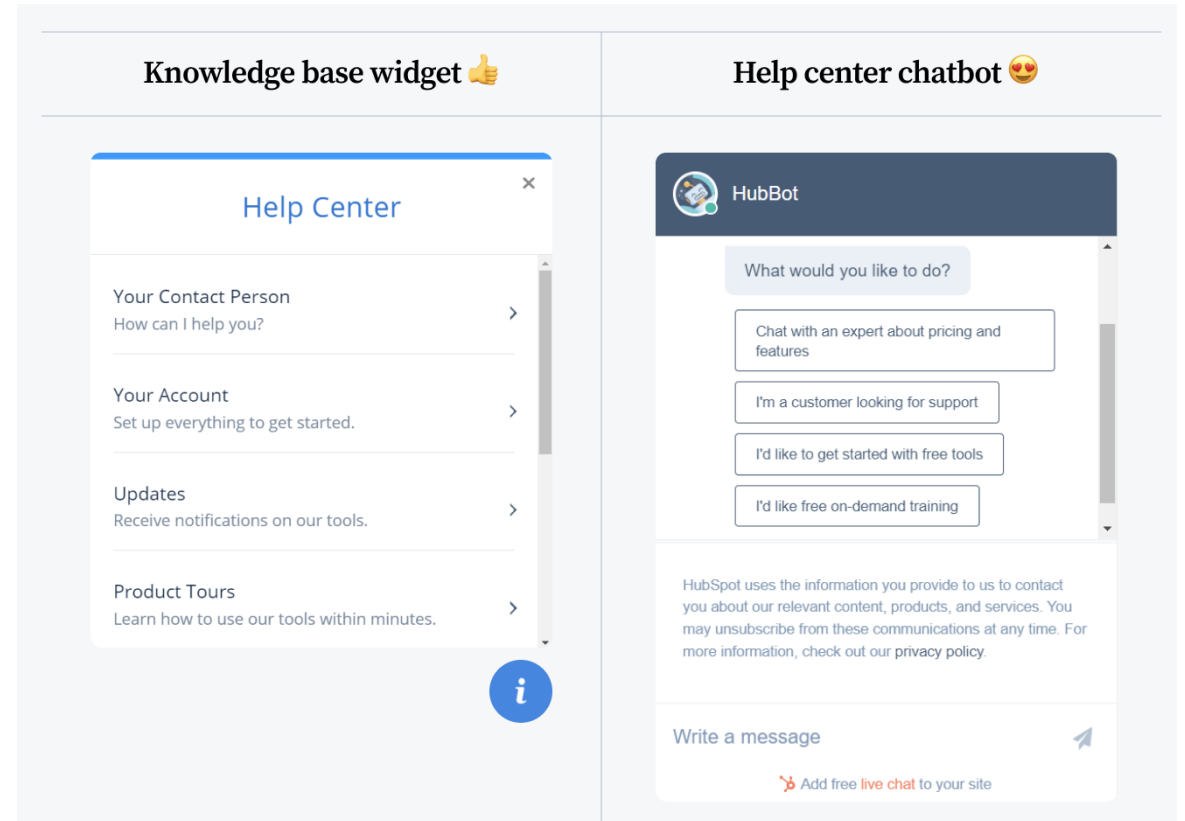 Knowledge base widget 👍
Help center chatbot 😍
Help Center
×
Your Contact Person
How can I help you?
Your Account
Set up everything to get started.
Updates
Receive notifications on our tools.
Product Tours
Learn how to use our tools within minutes.
i
HubBot
What would you like to do?
Chat with an expert about pricing and
features
I'm a customer looking for support
I'd like to get started with free tools
I'd like free on-demand training
HubSpot uses the information you provide to us to contact
you about our relevant content, products, and services. You
may unsubscribe from these communications at any time. For
more information, check out our privacy policy.
Write a message
Add free live chat to your site